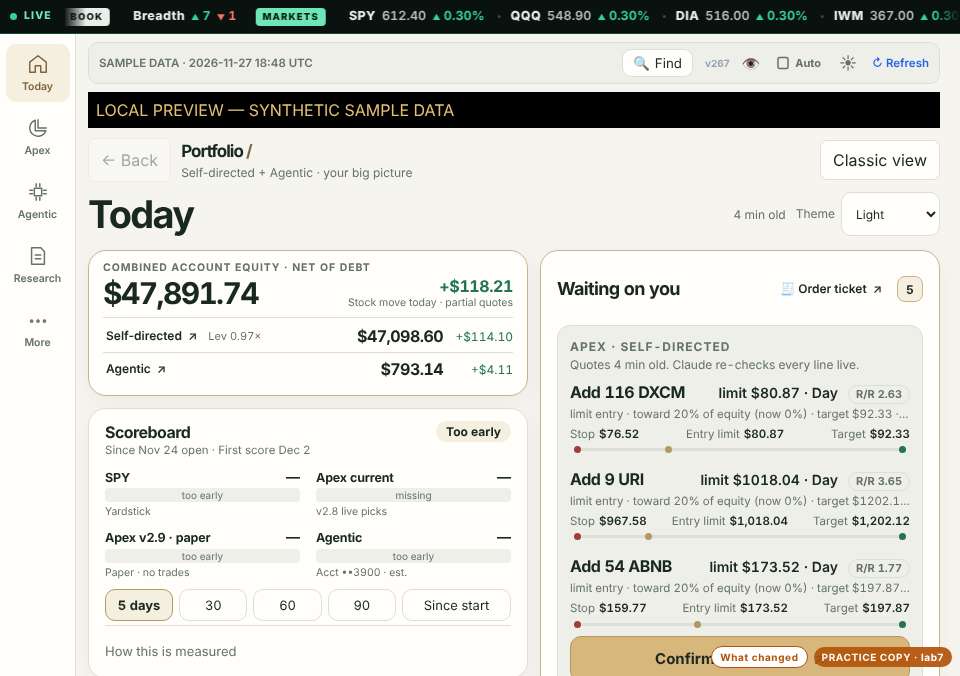 LIVE BOOK Breadth ▲ 7 ▼ 1 MARKETS SPY 612.40 ▲ 0.30% · QQQ 548.90 ▲ 0.30% · DIA 516.00 ▲ 0.30% · IWM 367.00 ▲ 0.30
SAMPLE DATA · 2026-11-27 18:48 UTC
🔍 Find v267 Auto Refresh
LOCAL PREVIEW — SYNTHETIC SAMPLE DATA
Today
Apex
Agentic
Research
More
← Back
Portfolio /
Self-directed + Agentic · your big picture
Classic view
Today
4 min old Theme Light
COMBINED ACCOUNT EQUITY · NET OF DEBT
$47,891.74
+$118.21
Stock move today · partial quotes
Self-directed ↗ Lev 0.97× $47,098.60 +$114.10
Agentic ↗ $793.14 +$4.11
Scoreboard
Too early
Since Nov 24 open · First score Dec 2
SPY —
too early
Yardstick
Apex current —
missing
v2.8 live picks
Apex v2.9 · paper —
too early
Paper · no trades
Agentic —
too early
Acct ••3900 · est.
5 days 30 60 90 Since start
How this is measured
Waiting on you
Order ticket ↗ 5
APEX · SELF-DIRECTED
Quotes 4 min old. Claude re-checks every line live.
Add 116 DXCM limit $80.87 · Day R/R 2.63
limit entry · toward 20% of equity (now 0%) · target $92.33 ·...
Stop $76.52 Entry limit $80.87 Target $92.33
Add 9 URI limit $1018.04 · Day R/R 3.65
limit entry · toward 20% of equity (now 0%) · target $1202.1...
Stop $967.58 Entry limit $1,018.04 Target $1,202.12
Add 54 ABNB limit $173.52 · Day R/R 1.77
limit entry · toward 20% of equity (now 0%) · target $197.87...
Stop $159.77 Entry limit $173.52 Target $197.87
Confirm
What changed
PRACTICE COPY · lab7